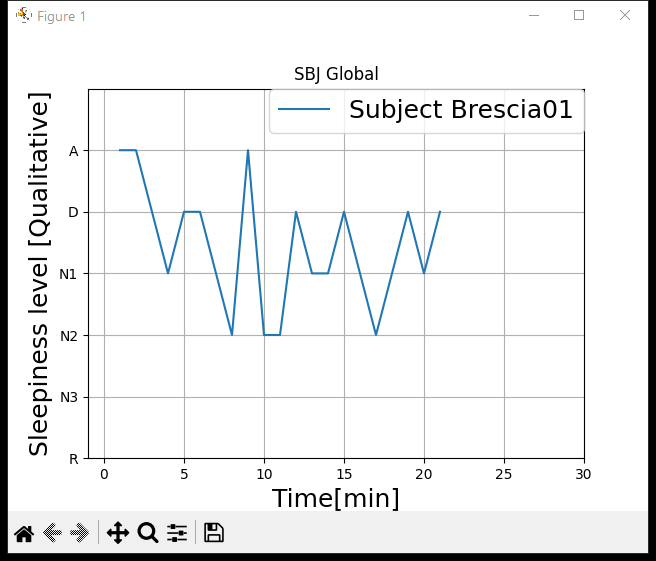 Figure 1
SBJ Global
Subject Brescia01
Sleepiness level [Qualitative]
A
D
N1
N2
N3
R
0 5 10 15 20 25 30
Time[min]